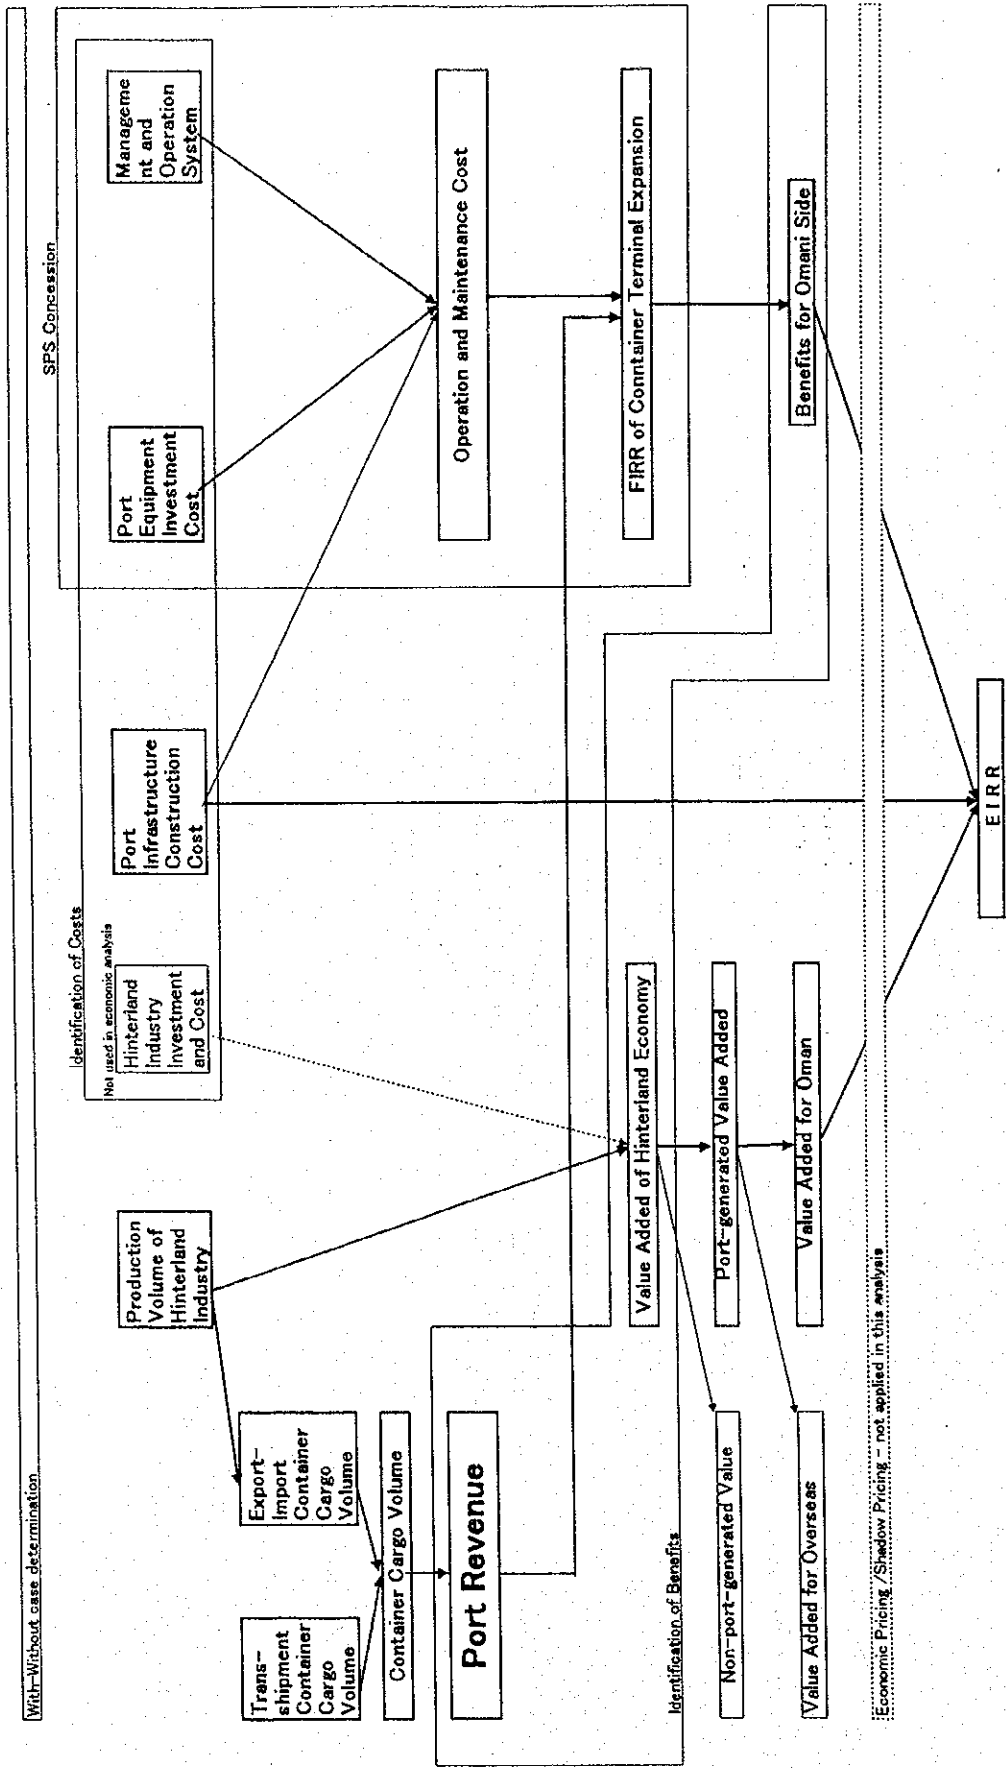 With-Without case determination
SPS Concession
Identification of Costs
Not used in economic analysis
Production
Volume of
Hinterland
Industry
Hinterland
Industry
Investment
and Cost
Port
Infrastructure
Construction
Cost
Port
Equipment
Investment
Cost
Manageme
nt and
Operation
System
Trans-
shipment
Container
Cargo
Volume
Export-
Import
Container
Cargo
Volume
Container Cargo Volume
Port Revenue
Operation and Maintenance Cost
Value Added of Hinterland Economy
FIRR of Conntainer Terminal Expansion
Identification of Benefits
Non-port-generated Value
Port-generated Value Added
Value Added for Overseas
Value Added for Oman
Benefits for Omani Side
Economic Pricing /Shadow Pricing - not applied in this analysis
EIRR